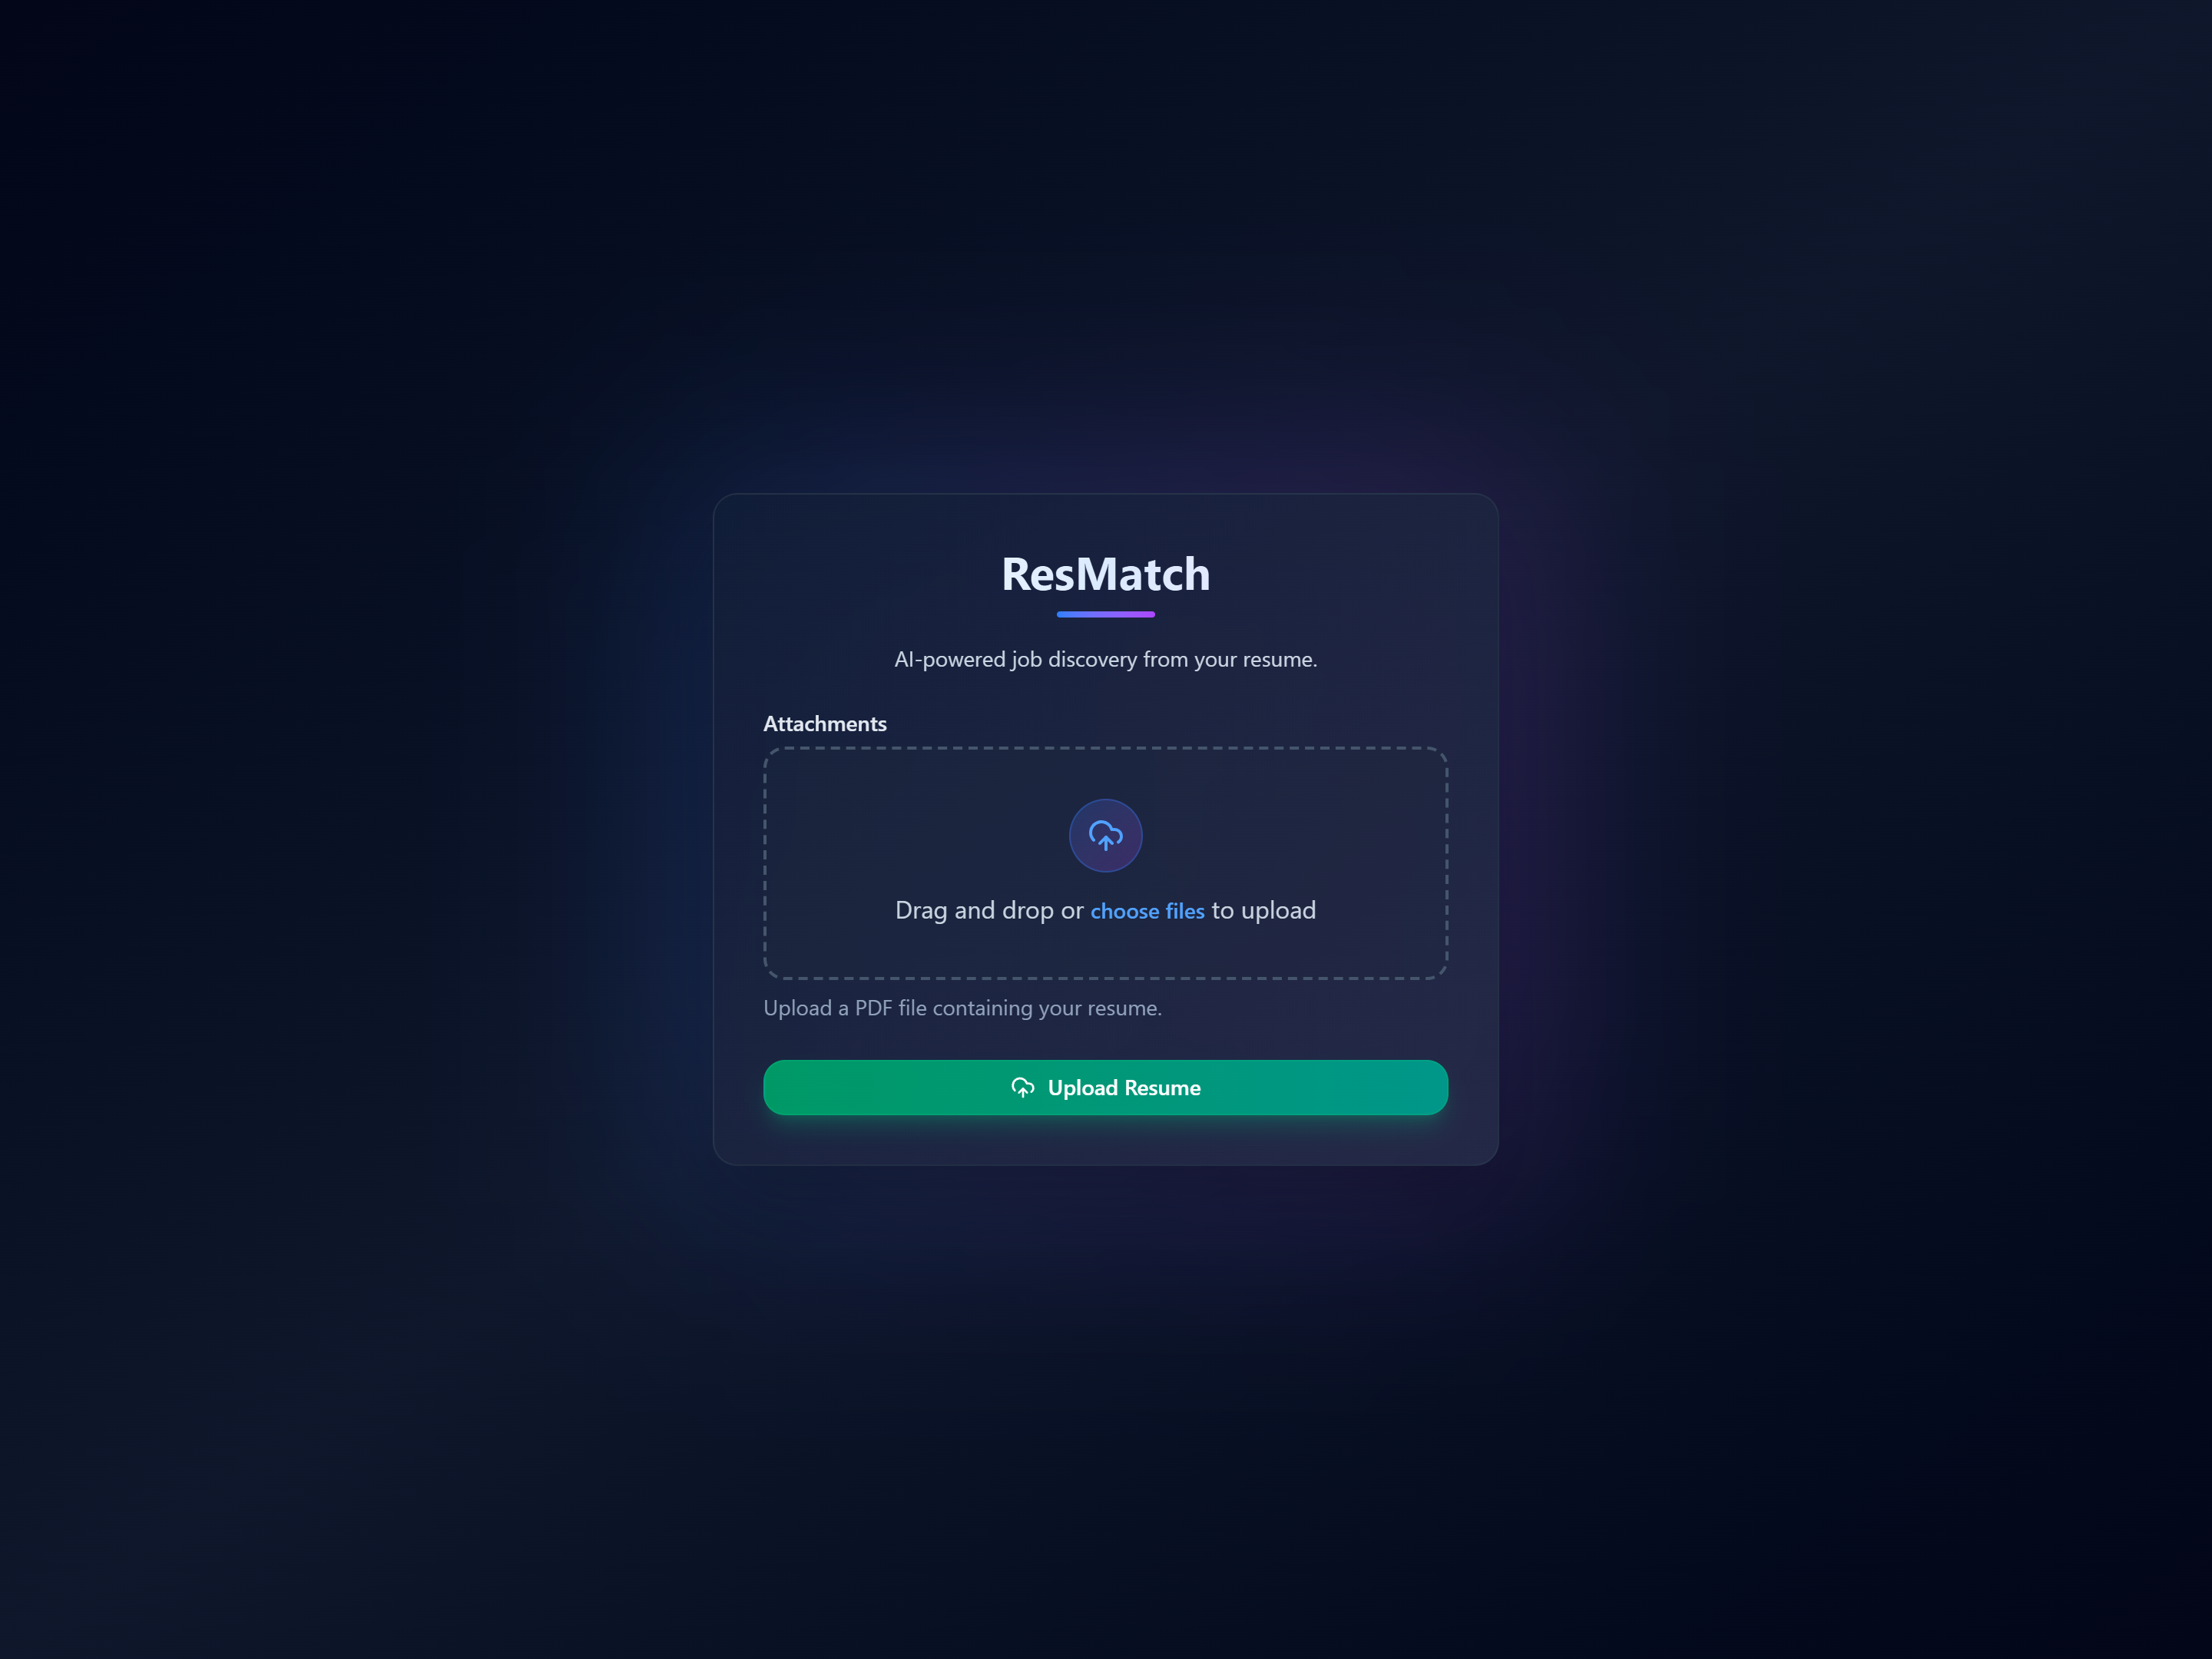 ResMatch
AI-powered job discovery from your resume.
Attachments
Drag and drop or choose files to upload
Upload a PDF file containing your resume.
Upload Resume